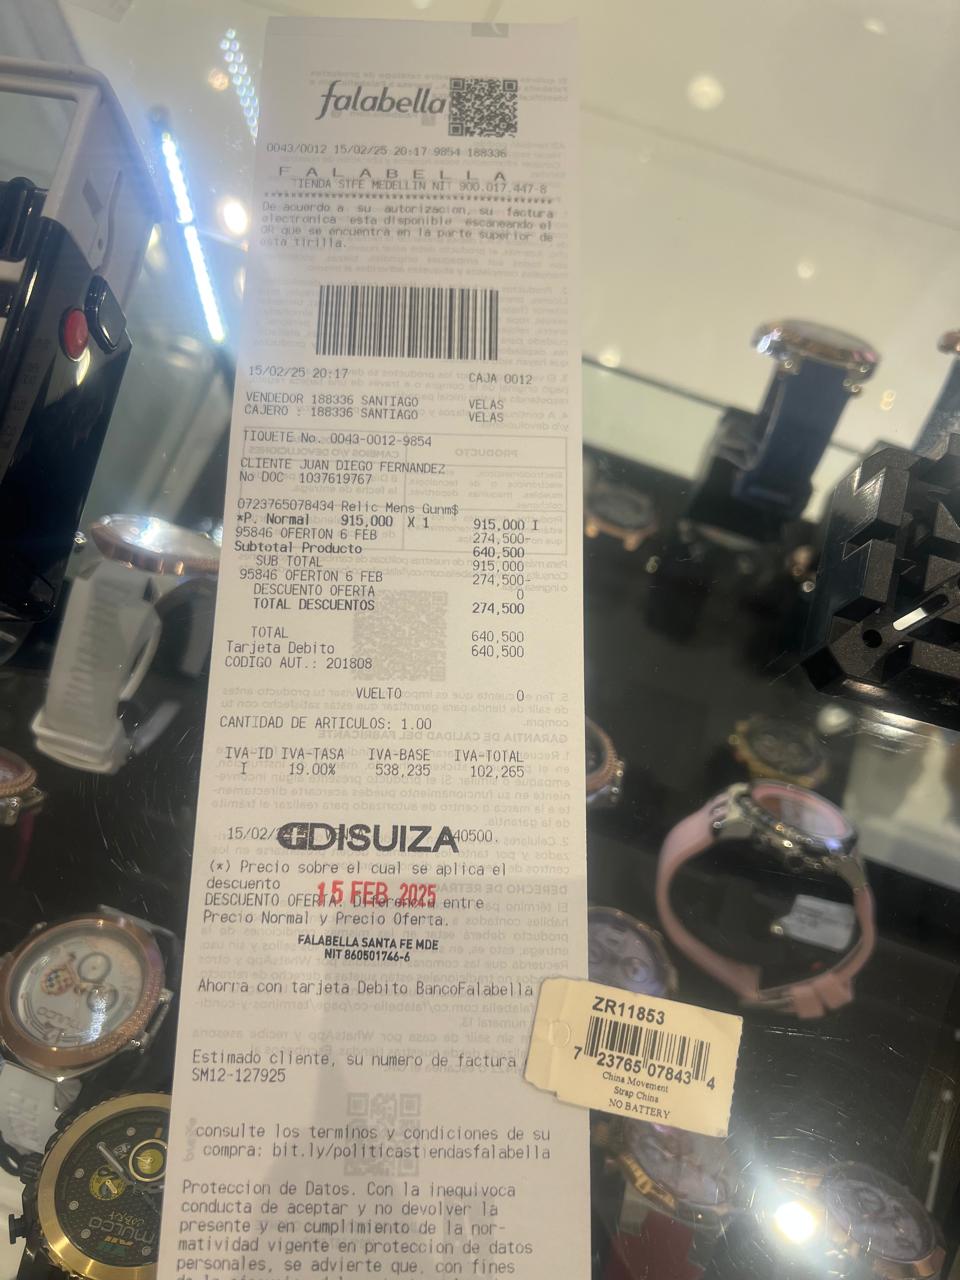 falabella
0043/0012 15/02/25 20:17 9854 188336
F A L A B E L L A
TIENDA STFE MEDELLIN NIT 900.017.447-8
De acuerdo a su autorizacion, su factura
electronica esta disponible escaneando el
QR que se encuentra en la parte superior de
esta tirilla.
15/02/25 20:17 CAJA 0012
VENDEDOR 188336 SANTIAGO VELAS
CAJERO : 188336 SANTIAGO VELAS
TIQUETE No. 0043-0012-9854
CLIENTE JUAN DIEGO FERNANDEZ
No DOC 1037619767
0723765078434 Relic Mens Gunm$
*P. Normal 915,000 X 1 915,000 I
95846 OFERTON 6 FEB 274,500-
Subtotal Producto 640,500
SUB TOTAL 915,000
95846 OFERTON 6 FEB 274,500-
DESCUENTO OFERTA 0
TOTAL DESCUENTOS 274,500
TOTAL 640,500
Tarjeta Debito 640,500
CODIGO AUT.: 201808
VUELTO 0
CANTIDAD DE ARTICULOS: 1.00
IVA-ID IVA-TASA IVA-BASE IVA-TOTAL
I 19.00% 538,235 102,265
15/02/2 40500.
DISUIZA
(*) Precio sobre el cual se aplica el
descuento
15 FEB 2025
DESCUENTO OFERTA: Diferencia entre
Precio Normal y Precio Oferta.
FALABELLA SANTA FE MDE
NIT 860501746-6
Ahorra con tarjeta Debito BancoFalabella
Estimado cliente, su numero de factura
SM12-127925
consulte los terminos y condiciones de su
compra: bit.ly/politicastiendasfalabella
Proteccion de Datos. Con la inequivoca
conducta de aceptar y no devolver la
presente y en cumplimiento de la nor-
matividad vigente en proteccion de datos
personales, se advierte que, con fines
ZR11853
7 23765 07843 4
China Movement
Strap China
NO BATTERY
MULCO